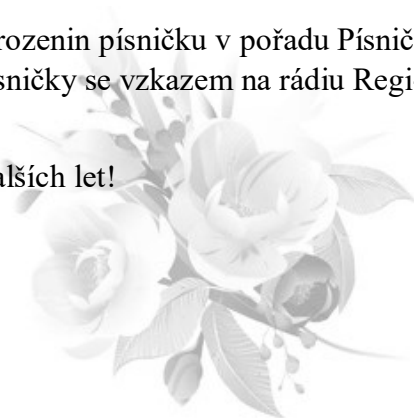 rozenin písničku v pořadu Písnič
sničky se vzkazem na rádiu Regi
alších let!